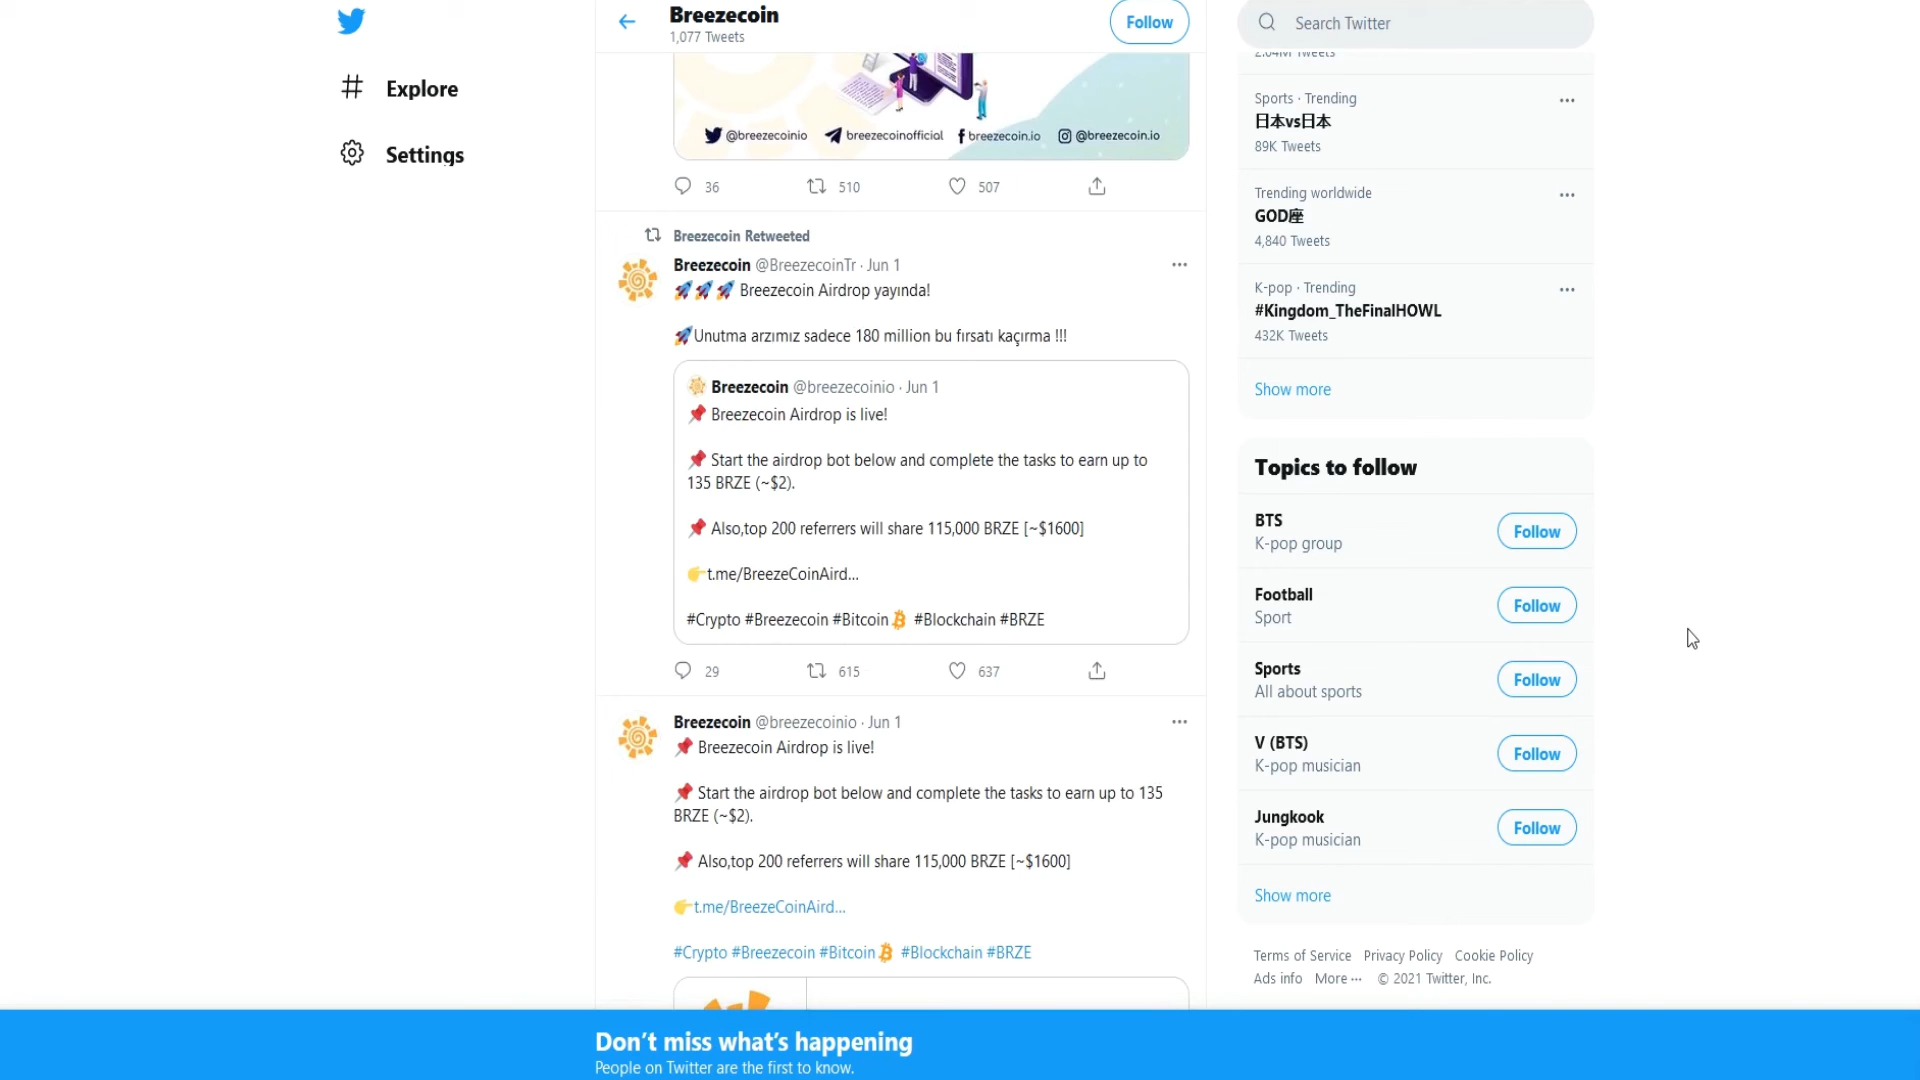 Explore
Settings
Breezecoin
1,077 Tweets
Follow
@breezecoinio breezecoinofficial breezecoin.io @breezecoin.io
36 510 507
Breezecoin Retweeted
Breezecoin @BreezecoinTr · Jun 1
🚀🚀🚀 Breezecoin Airdrop yayında!
🚀Unutma arzımız sadece 180 million bu fırsatı kaçırma !!!
Breezecoin @breezecoinio · Jun 1
📌 Breezecoin Airdrop is live!
📌 Start the airdrop bot below and complete the tasks to earn up to
135 BRZE (~$2).
📌 Also,top 200 referrers will share 115,000 BRZE [~$1600]
👉t.me/BreezeCoinAird...
#Crypto #Breezecoin #Bitcoin #Blockchain #BRZE
29 615 637
Breezecoin @breezecoinio · Jun 1
📌 Breezecoin Airdrop is live!
📌 Start the airdrop bot below and complete the tasks to earn up to 135
BRZE (~$2).
📌 Also,top 200 referrers will share 115,000 BRZE [~$1600]
👉t.me/BreezeCoinAird...
#Crypto #Breezecoin #Bitcoin #Blockchain #BRZE
Search Twitter
2.04M Tweets
Sports · Trending
日本vs日本
89K Tweets
Trending worldwide
GOD座
4,840 Tweets
K-pop · Trending
#Kingdom_TheFinalHOWL
432K Tweets
Show more
Topics to follow
BTS
K-pop group
Follow
Football
Sport
Follow
Sports
All about sports
Follow
V (BTS)
K-pop musician
Follow
Jungkook
K-pop musician
Follow
Show more
Terms of Service Privacy Policy Cookie Policy
Ads info More ··· © 2021 Twitter, Inc.
Don't miss what's happening
People on Twitter are the first to know.